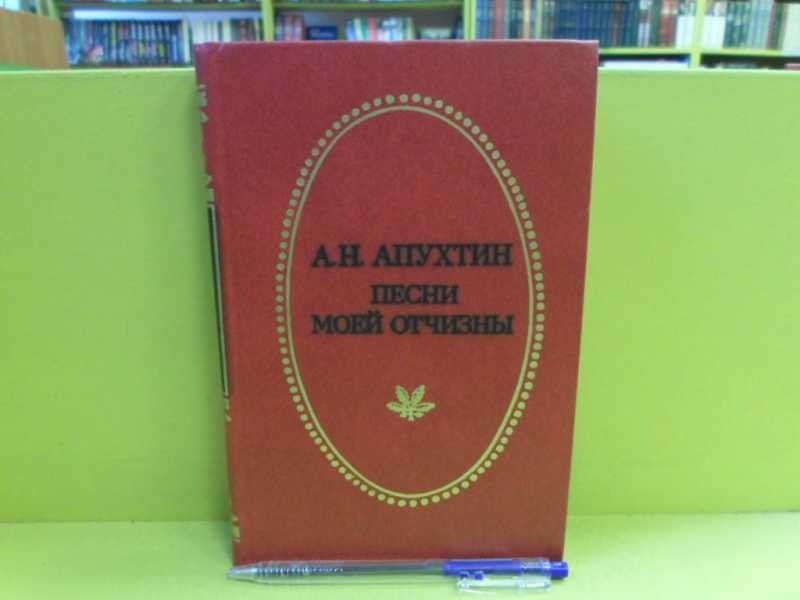 А. Н. АПУХТИН
ПЕСНИ
МОЕЙ ОТЧИЗНЫ